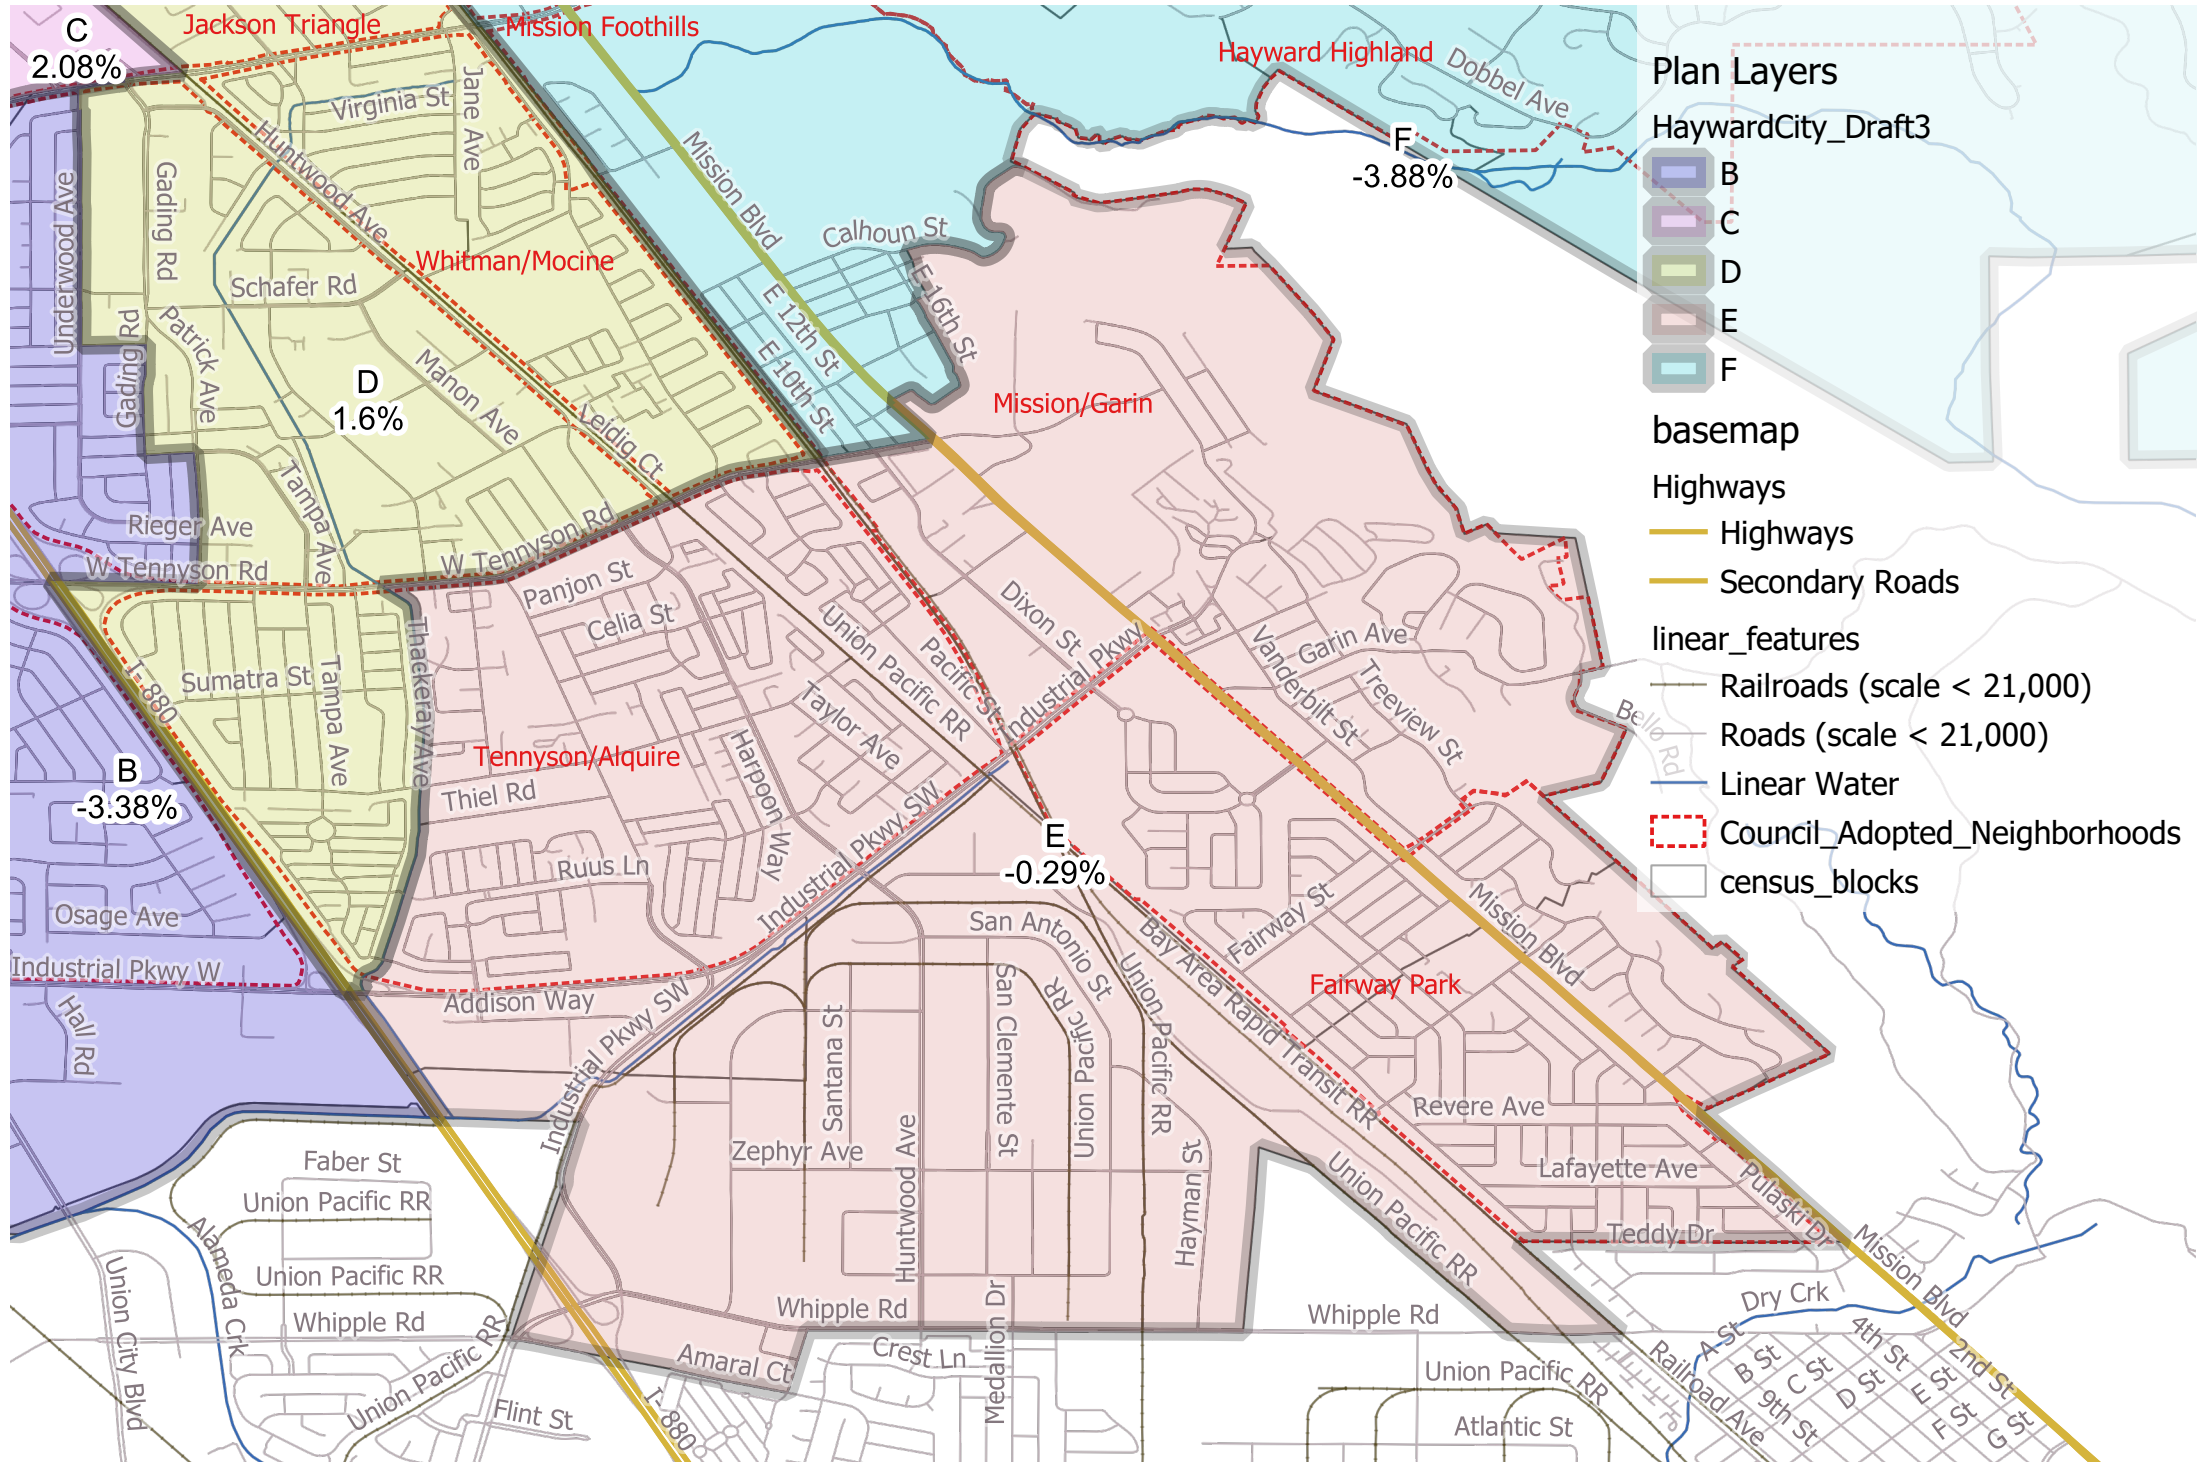 C
2.08%
Jackson Triangle
Mission Foothills
Hayward Highland
Dobbel Ave
Virginia St
Jane Ave
Huntwood Ave
Mission Blvd
F
-3.88%
Underwood Ave
Gading Rd
Whitman/Mocine
Calhoun St
Schafer Rd
E 16th St
E 12th St
E 10th St
Gading Rd
Patrick Ave
D
1.6%
Manon Ave
Leidig Ct
Mission/Garin
Tampa Ave
Rieger Ave
W Tennyson Rd
W Tennyson Rd
Panjon St
Celia St
Dixon St
Union Pacific RR
Pacific St
Industrial Pkwy
Vanderbilt St
Garin Ave
Treeview St
Bello Rd
I- 880
Sumatra St
Tampa Ave
Thackeray Ave
Tennyson/Alquire
Taylor Ave
Harpoon Way
Thiel Rd
B
-3.38%
Industrial Pkwy SW
E
-0.29%
Ruus Ln
Osage Ave
Industrial Pkwy W
Hall Rd
Addison Way
Industrial Pkwy SW
San Antonio St
Fairway St
Mission Blvd
Fairway Park
Bay Area Rapid Transit RR
Santana St
San Clemente St
Union Pacific RR
Union Pacific RR
Zephyr Ave
Huntwood Ave
Hayman St
Revere Ave
Lafayette Ave
Pulaski Dr
Teddy Dr
Union Pacific RR
Mission Blvd
Faber St
Union Pacific RR
Alameda Crk
Union Pacific RR
Union City Blvd
Whipple Rd
Union Pacific RR
Whipple Rd
Whipple Rd
Dry Crk
Amaral Ct
Crest Ln
Medallion Dr
Flint St
I- 880
Union Pacific RR
Atlantic St
Railroad Ave
A St
B St
C St
D St
E St
F St
G St
4th St
2nd St
9th St
Plan Layers
HaywardCity_Draft3
B
C
D
E
F
basemap
Highways
Highways
Secondary Roads
linear_features
Railroads (scale < 21,000)
Roads (scale < 21,000)
Linear Water
Council_Adopted_Neighborhoods
census_blocks